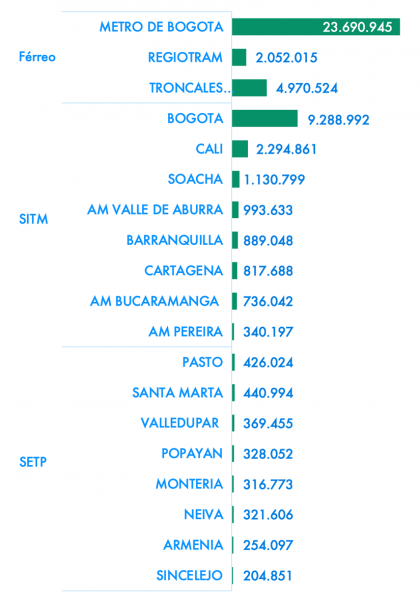 METRO DE BOGOTA 23.690.945
Férreo REGIOTRAM 2.052.015
TRONCALES.. 4.970.524
BOGOTA 9.288.992
CALI 2.294.861
SOACHA 1.130.799
SITM AM VALLE DE ABURRA 993.633
BARRANQUILLA 889.048
CARTAGENA 817.688
AM BUCARAMANGA 736.042
AM PEREIRA 340.197
PASTO 426.024
SANTA MARTA 440.994
VALLEDUPAR 369.455
SETP POPAYAN 328.052
MONTERIA 316.773
NEIVA 321.606
ARMENIA 254.097
SINCELEJO 204.851